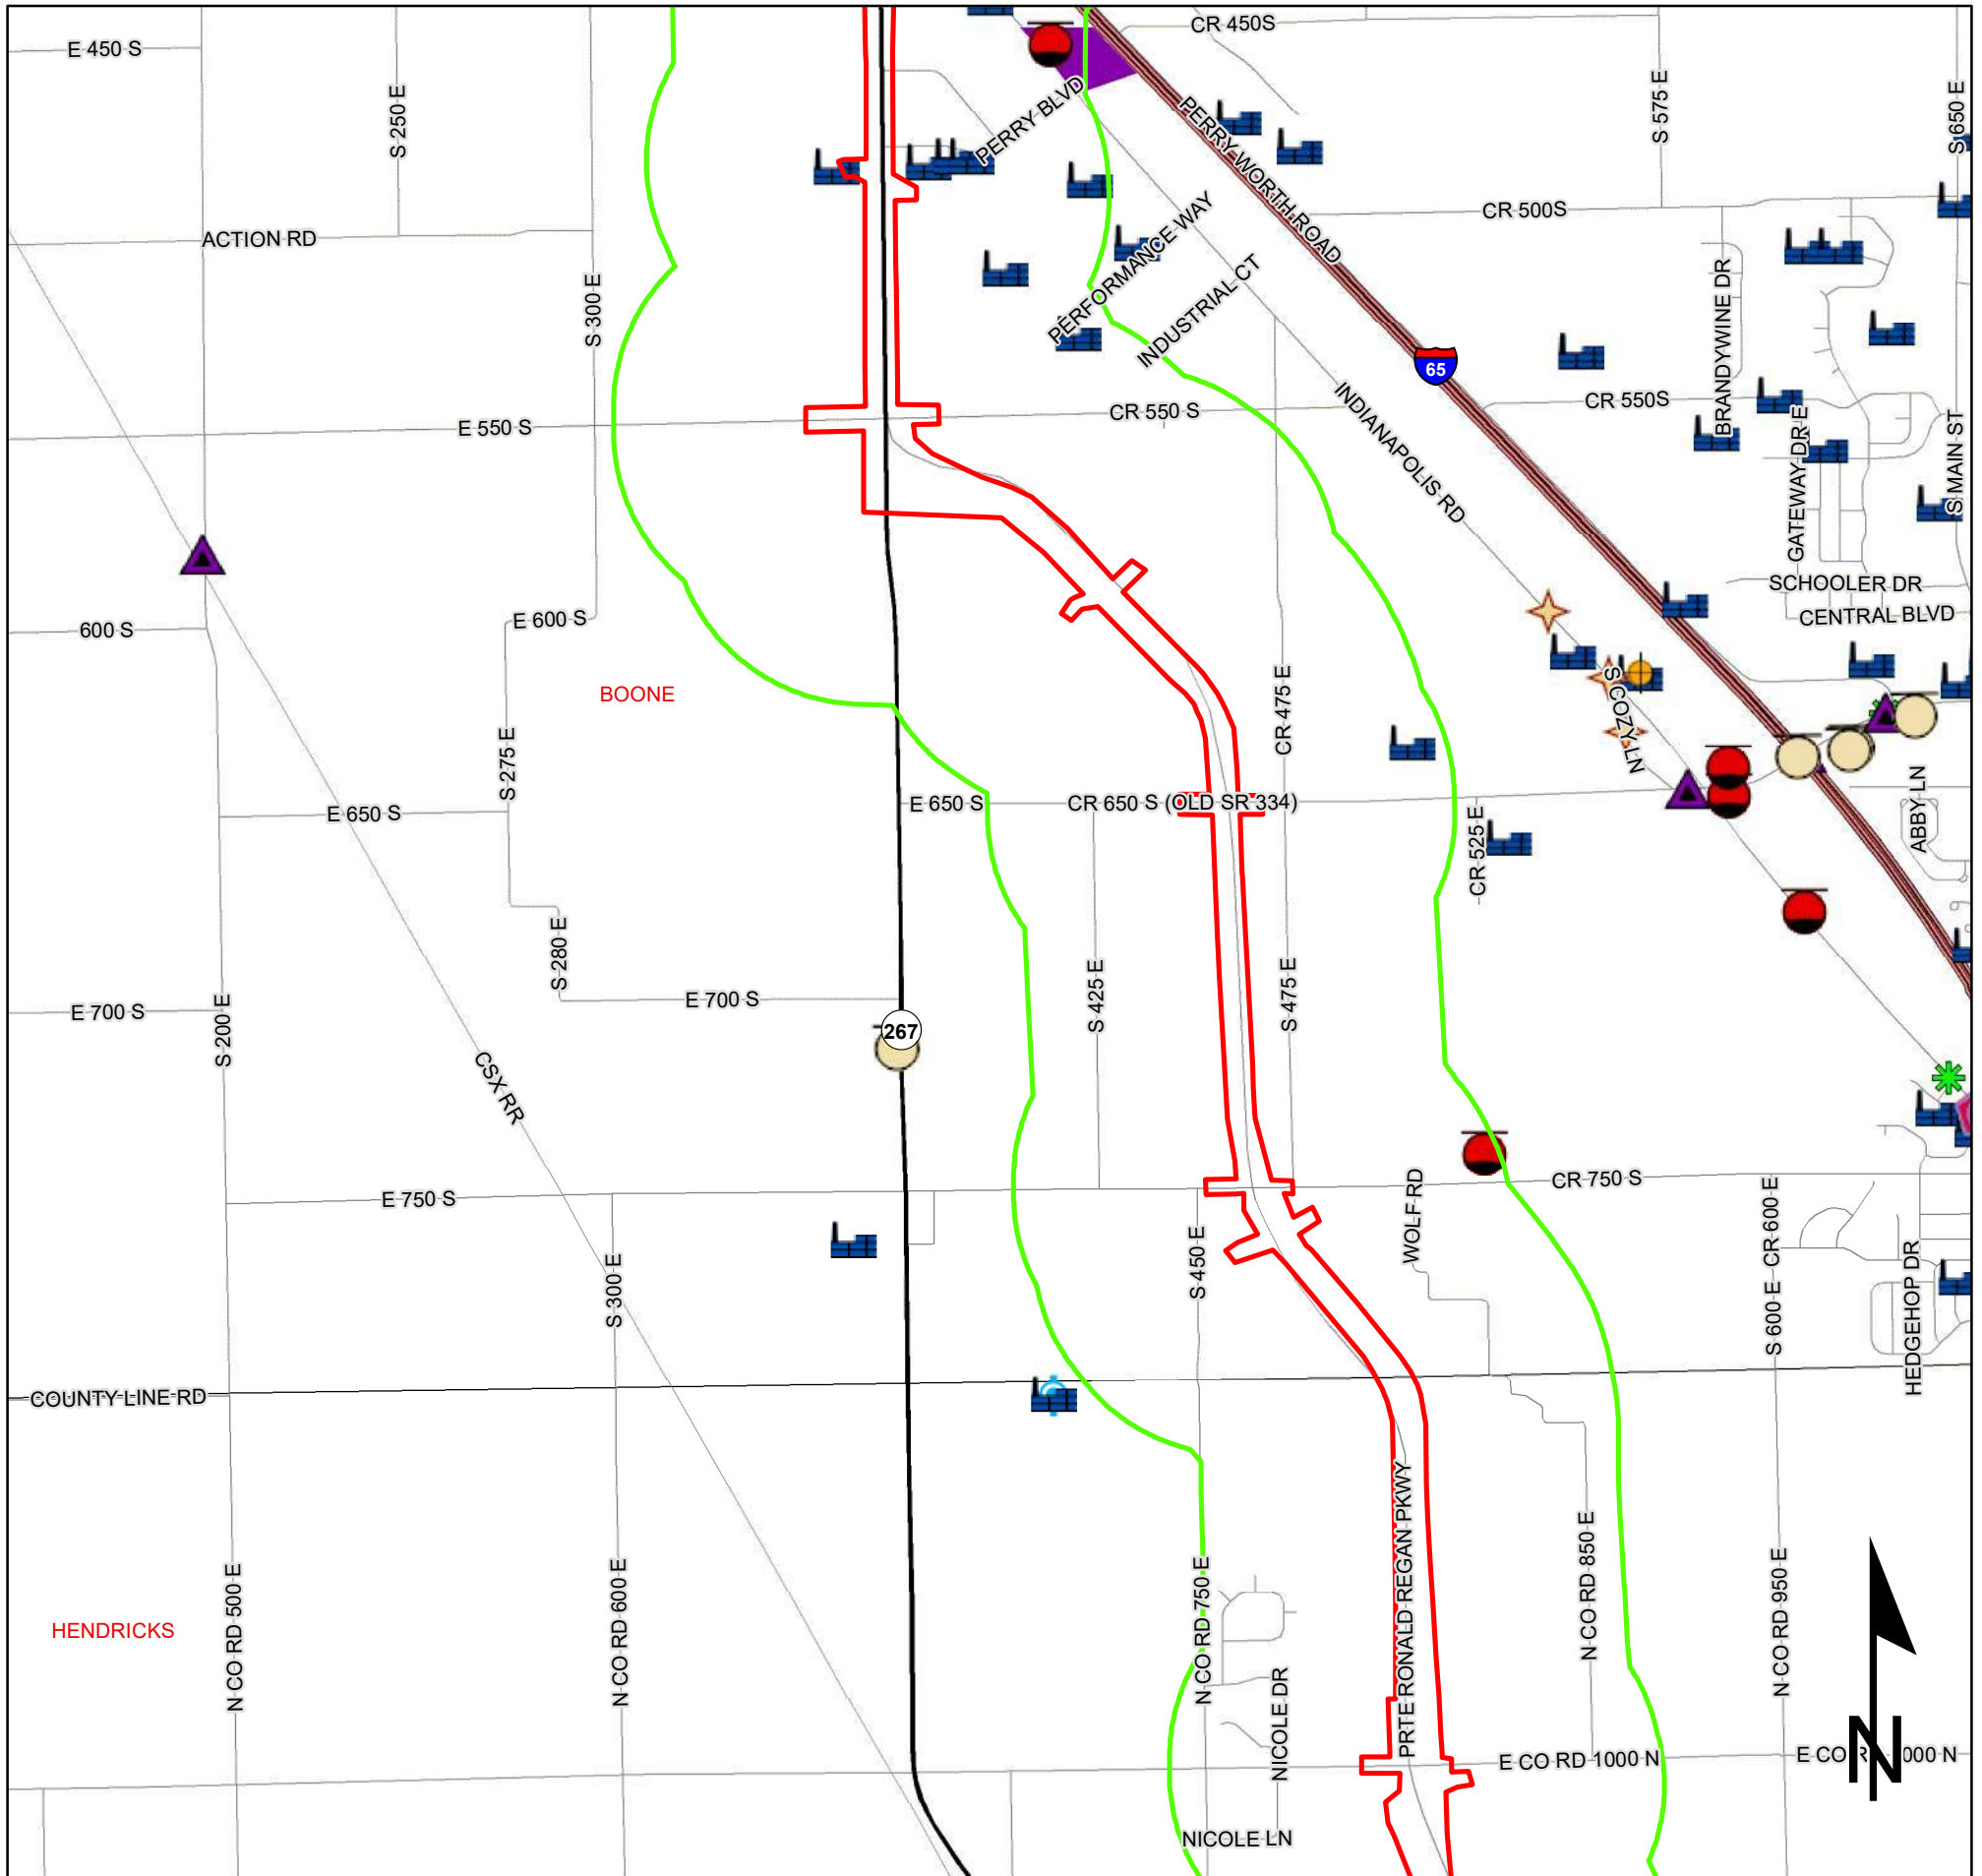 CR 450S
E 450 S
S 250 E
S 575 E
S 650 E
PERRY BLVD
PERRY WORTH ROAD
ACTION RD
CR 500S
PERFORMANCE WAY
INDUSTRIAL CT
S 300 E
BRANDYWINE DR
65
E 550 S
CR 550 S
CR 550S
INDIANAPOLIS RD
GATEWAY DR E
S MAIN ST
SCHOOLER DR
CENTRAL BLVD
600 S
E 600 S
BOONE
CR 475 E
S COZY LN
S 275 E
E 650 S
E 650 S
CR 650 S (OLD SR 334)
CR 525 E
ABBY LN
S 280 E
E 700 S
E 700 S
S 200 E
S 425 E
S 475 E
267
CSX RR
E 750 S
CR 750 S
WOLF RD
S 450 E
S 300 E
CR 600 E
S 600 E
HEDGEHOP DR
COUNTY LINE RD
PRTE RONALD REGAN PKWY
N CO RD 500 E
N CO RD 600 E
N CO RD 750 E
N CO RD 850 E
N CO RD 950 E
HENDRICKS
NICOLE DR
E CO RD 1000 N
E CO R 000 N
N
NICOLE LN